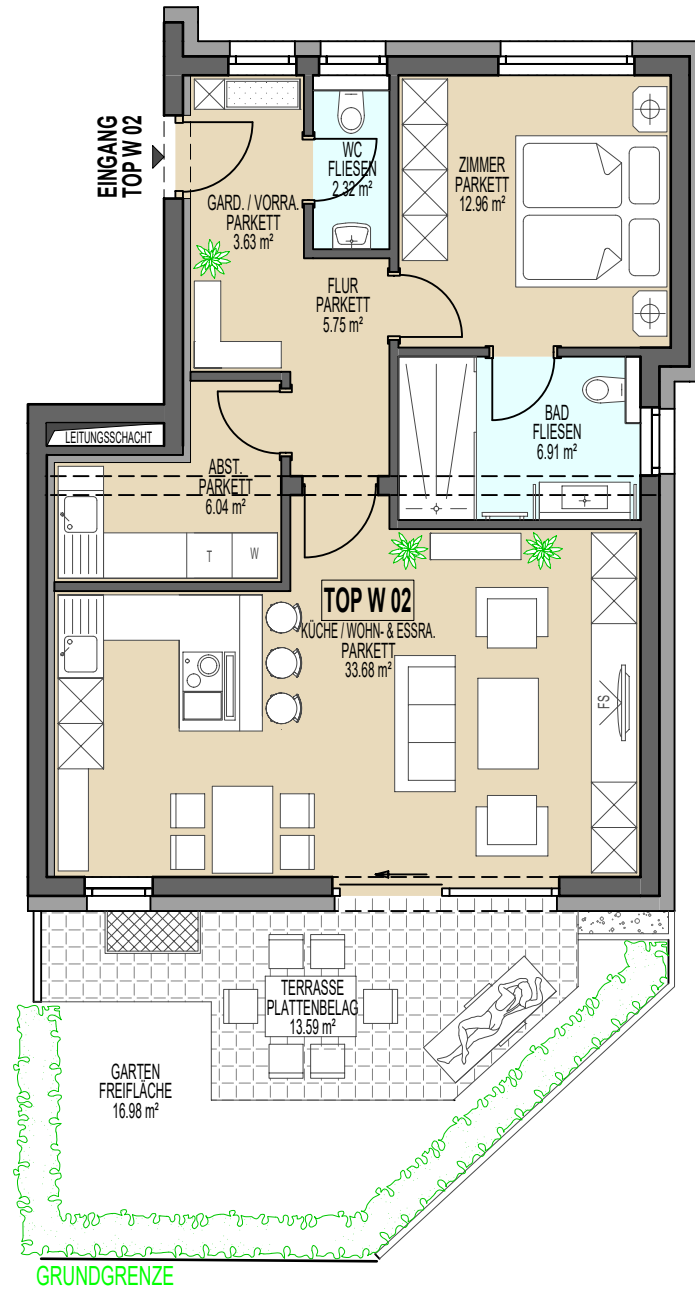 EINGANG
TOP W 02
WC
FLIESEN
2.32 m²
ZIMMER
PARKETT
12.96 m²
GARD. / VORRA.
PARKETT
3.63 m²
FLUR
PARKETT
5.75 m²
BAD
FLIESEN
6.91 m²
LEITUNGSSCHACHT
ABST.
PARKETT
6.04 m²
T
W
TOP W 02
KÜCHE / WOHN- & ESSRA.
PARKETT
33.68 m²
FS
TERRASSE
PLATTENBELAG
13.59 m²
GARTEN
FREIFLÄCHE
16.98 m²
GRUNDGRENZE